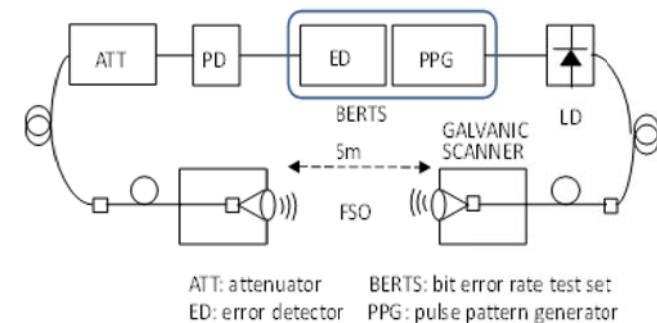 ATT PD ED PPG
BERTS LD
GALVANIC
SCANNER
5m
FSO
ATT: attenuator BERTS: bit error rate test set
ED: error detector PPG: pulse pattern generator